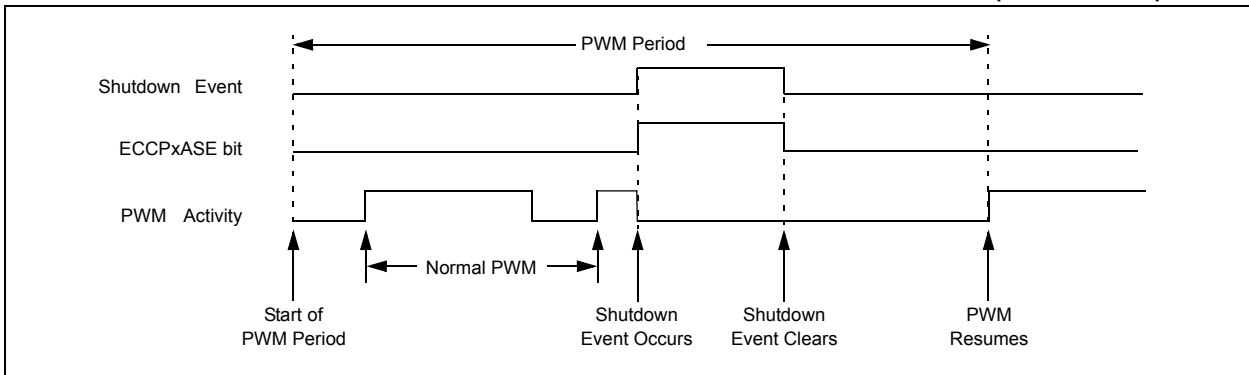 PWM Period
Shutdown Event
ECCPxASE bit
PWM Activity
Normal PWM
Start of
PWM Period
Shutdown
Event Occurs
Shutdown
Event Clears
PWM
Resumes